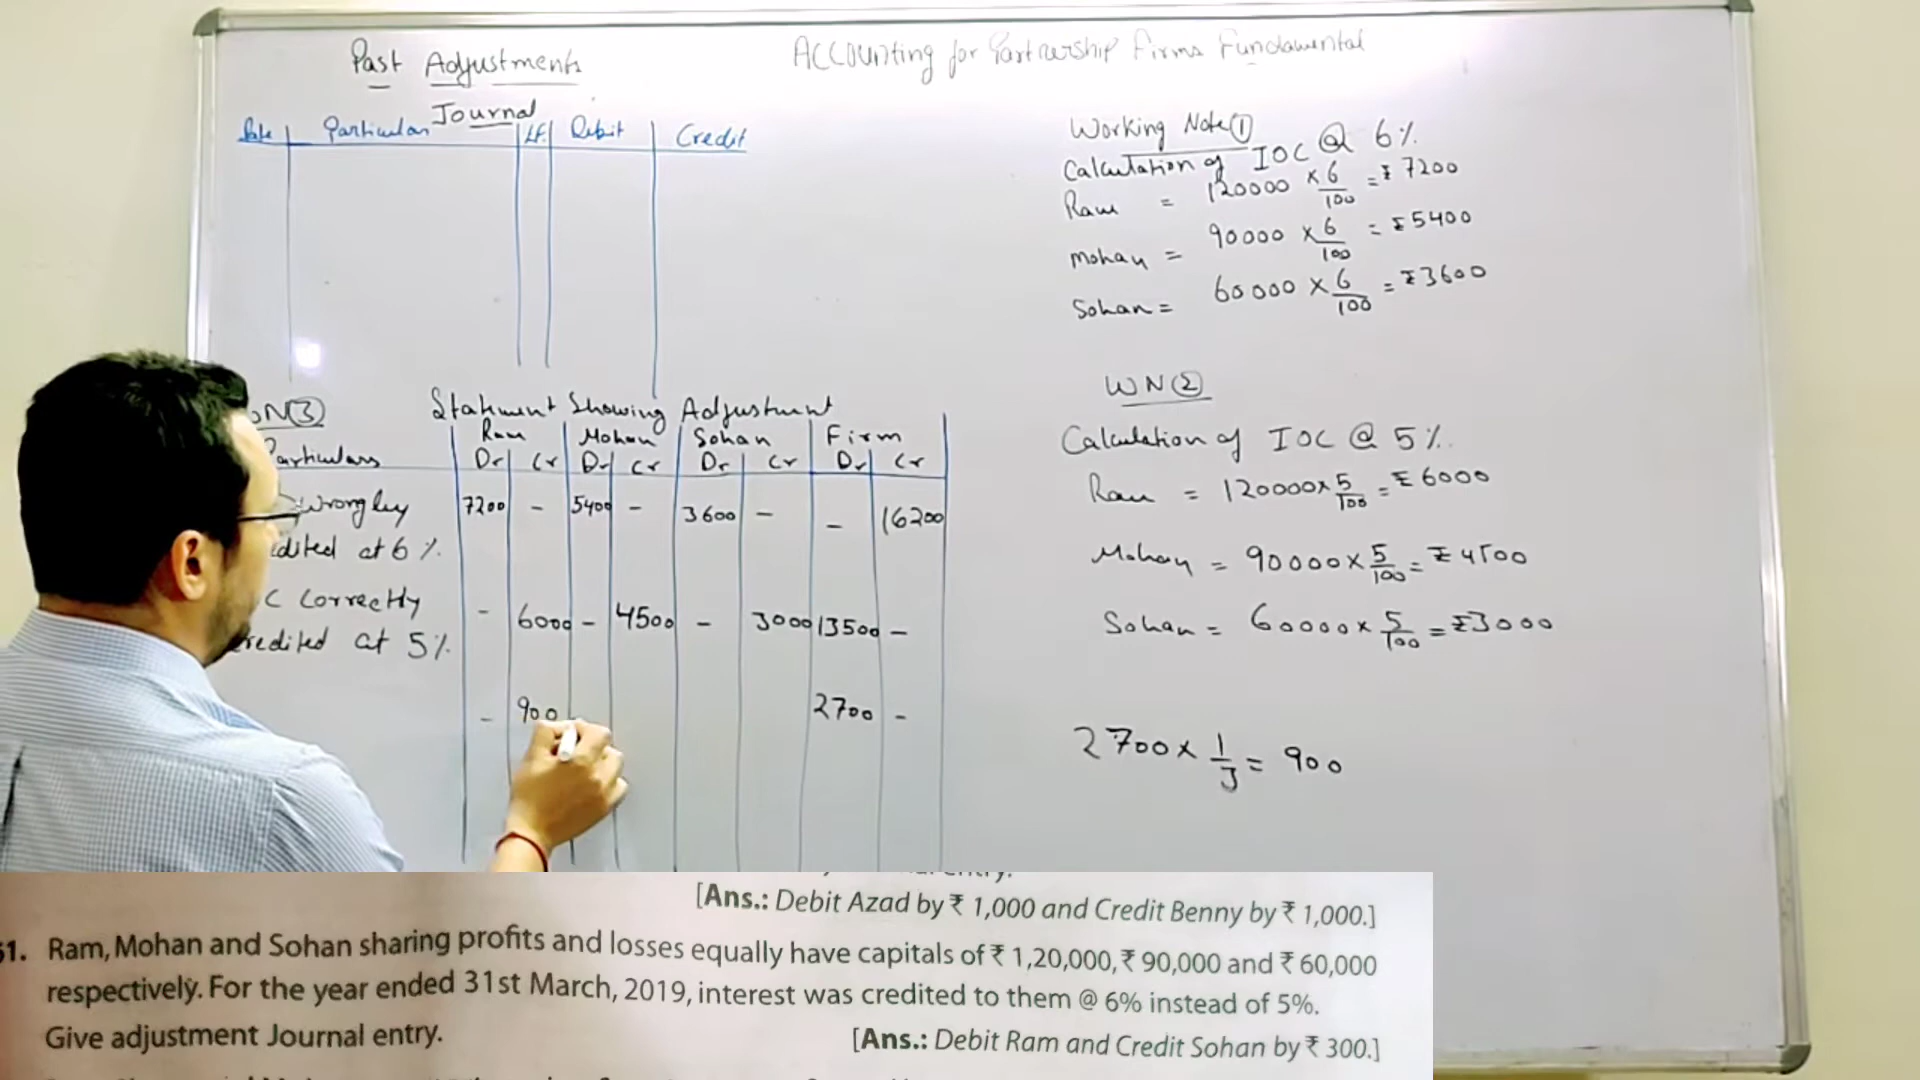 Past Adjustments
ACCOUNTING for Partnership Firms Fundamental
Journal
Date Particulars LF. Debit Credit
Working Note ①
Calculation of IOC @ 6%
Ram = 120000 × 6/100 = ₹ 7200
Mohan = 90000 × 6/100 = ₹ 5400
Sohan = 60000 × 6/100 = ₹ 3600
WN ②
Calculation of IOC @ 5%.
Ram = 120000 × 5/100 = ₹ 6000
Mohan = 90000 × 5/100 = ₹ 4500
Sohan = 60000 × 5/100 = ₹ 3000
2700 × 1/3 = 900
③ Statement Showing Adjustment
Ram Mohan Sohan Firm
Particulars Dr Cr Dr Cr Dr Cr Dr Cr
Wrongly 7200 - 5400 - 3600 - - 16200
at 6%.
C Correctly - 6000 - 4500 - 3000 13500 -
credited at 5%.
- 900 - 2700 -
[Ans.: Debit Azad by ₹ 1,000 and Credit Benny by ₹ 1,000.]
61. Ram, Mohan and Sohan sharing profits and losses equally have capitals of ₹ 1,20,000, ₹ 90,000 and ₹ 60,000
respectively. For the year ended 31st March, 2019, interest was credited to them @ 6% instead of 5%.
Give adjustment Journal entry. [Ans.: Debit Ram and Credit Sohan by ₹ 300.]